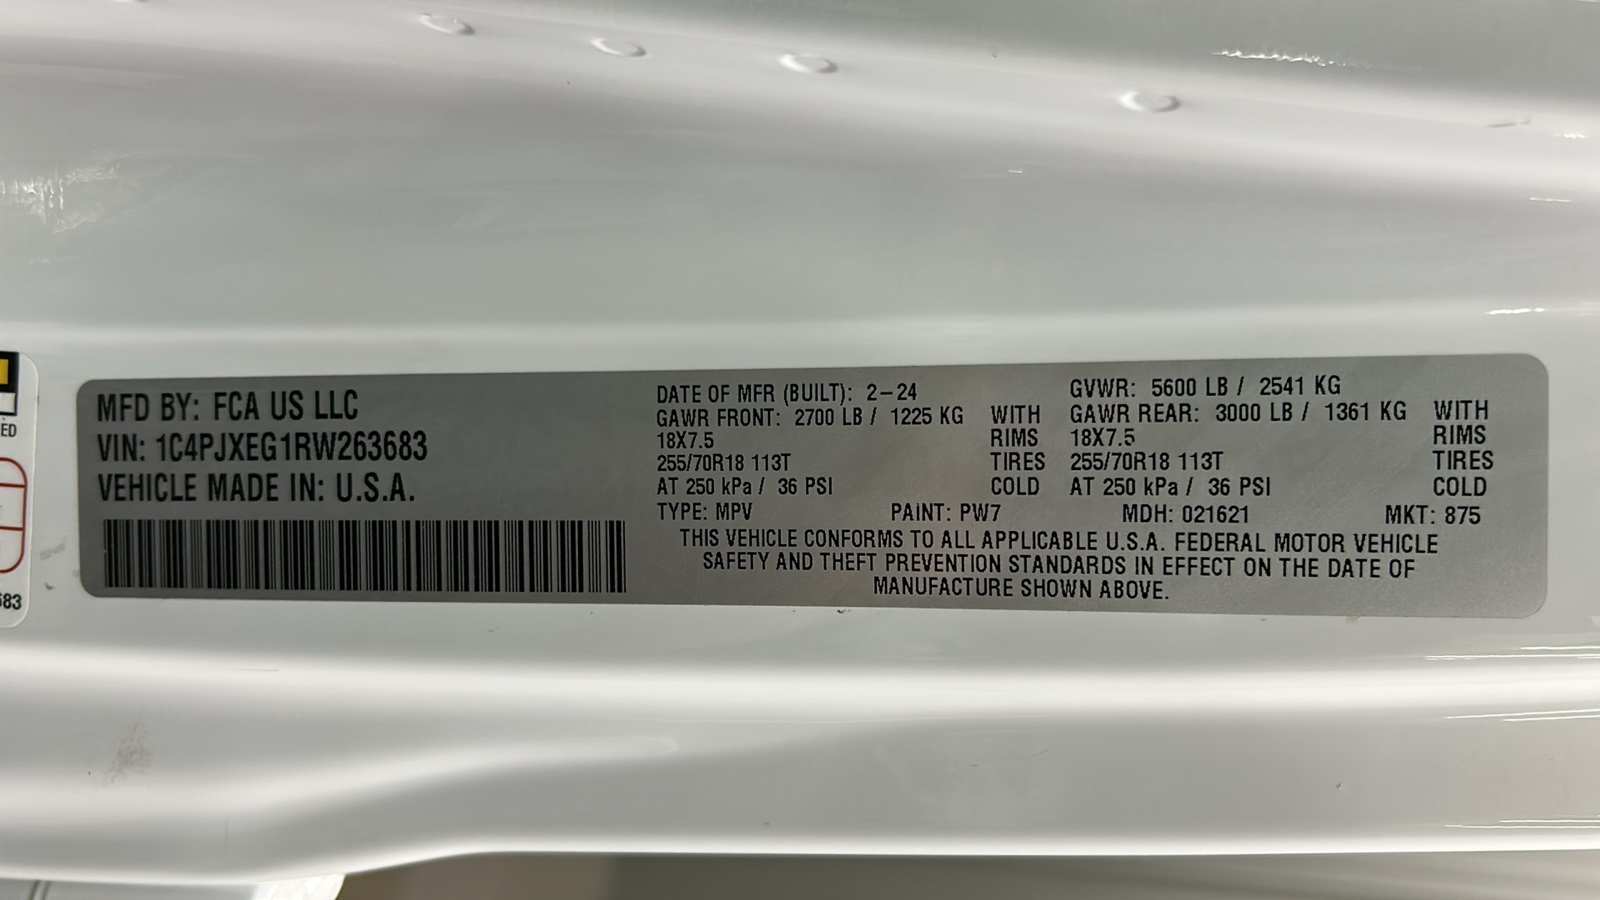 MFD BY: FCA US LLC
VIN: 1C4PJXEG1RW263683
VEHICLE MADE IN: U.S.A.
DATE OF MFR (BUILT): 2-24
GAWR FRONT: 2700 LB / 1225 KG WITH
18X7.5 RIMS
255/70R18 113T TIRES
AT 250 kPa / 36 PSI COLD
GVWR: 5600 LB / 2541 KG
GAWR REAR: 3000 LB / 1361 KG WITH
18X7.5 RIMS
255/70R18 113T TIRES
AT 250 kPa / 36 PSI COLD
TYPE: MPV PAINT: PW7 MDH: 021621 MKT: 875
THIS VEHICLE CONFORMS TO ALL APPLICABLE U.S.A. FEDERAL MOTOR VEHICLE
SAFETY AND THEFT PREVENTION STANDARDS IN EFFECT ON THE DATE OF
MANUFACTURE SHOWN ABOVE.